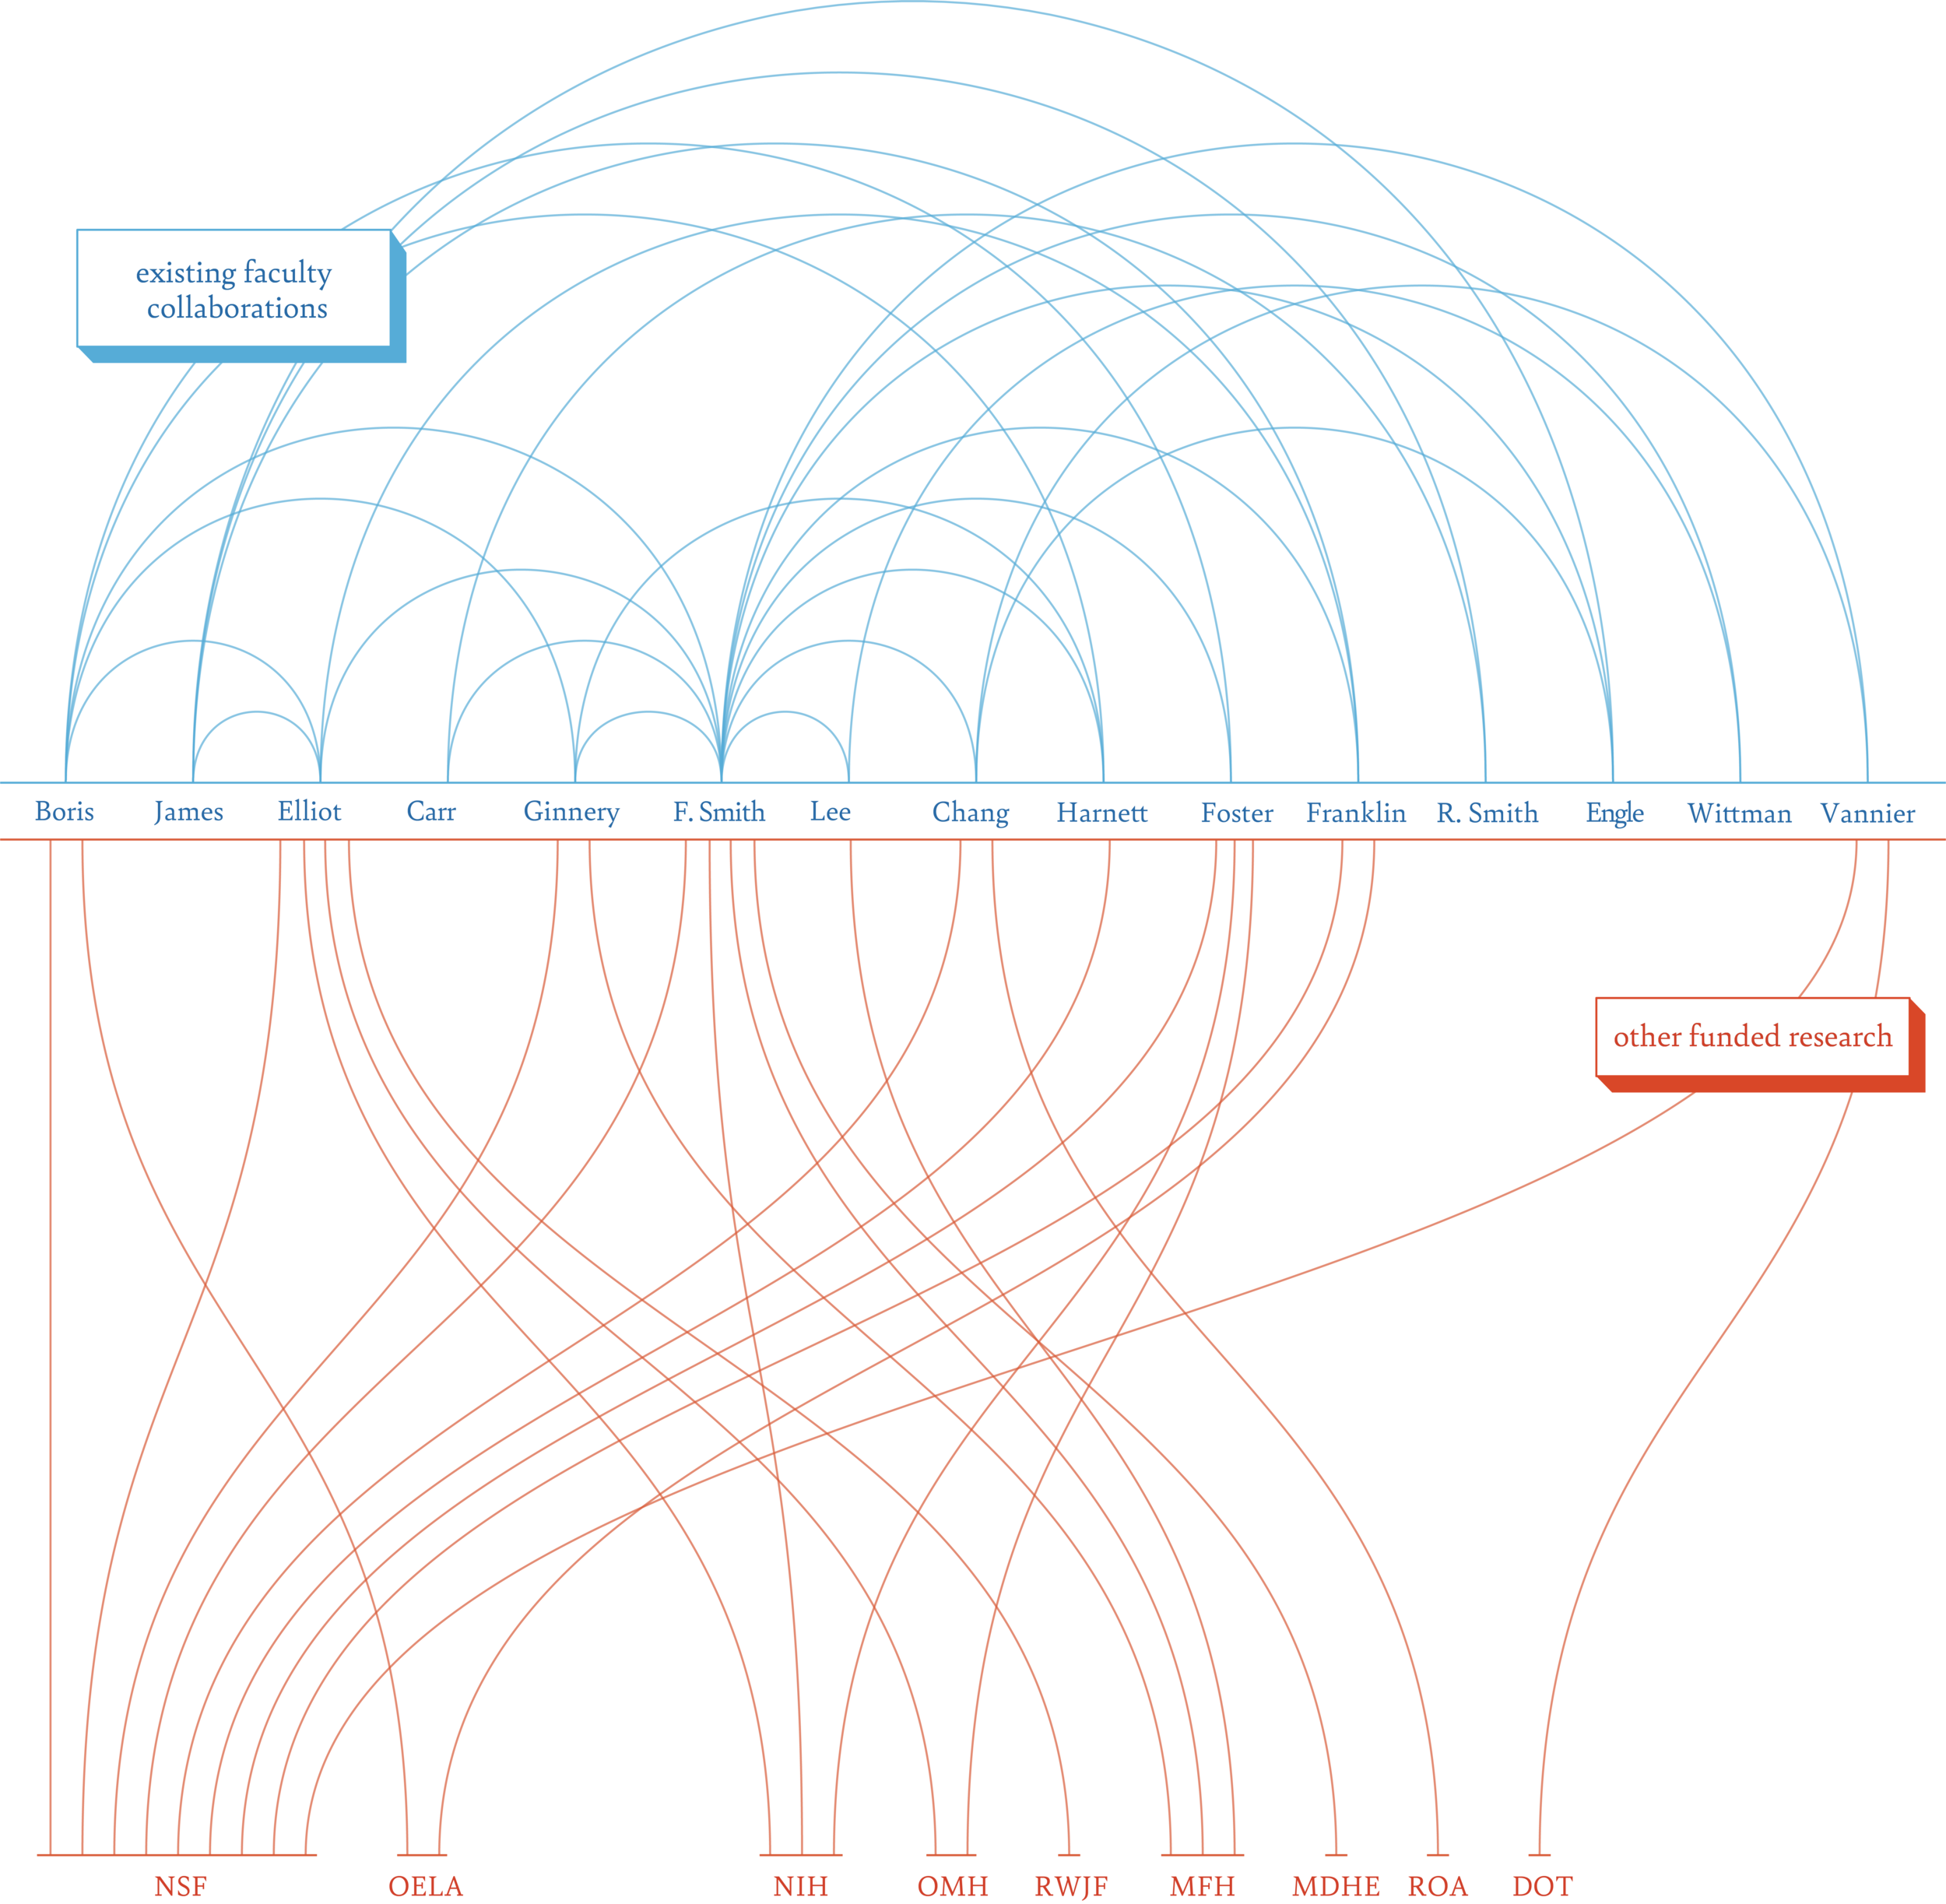 existing faculty
collaborations
Boris James Elliot Carr Ginnery F. Smith Lee Chang Harnett Foster Franklin R. Smith Engle Wittman Vannier
other funded research
NSF OELA NIH OMH RWJF MFH MDHE ROA DOT